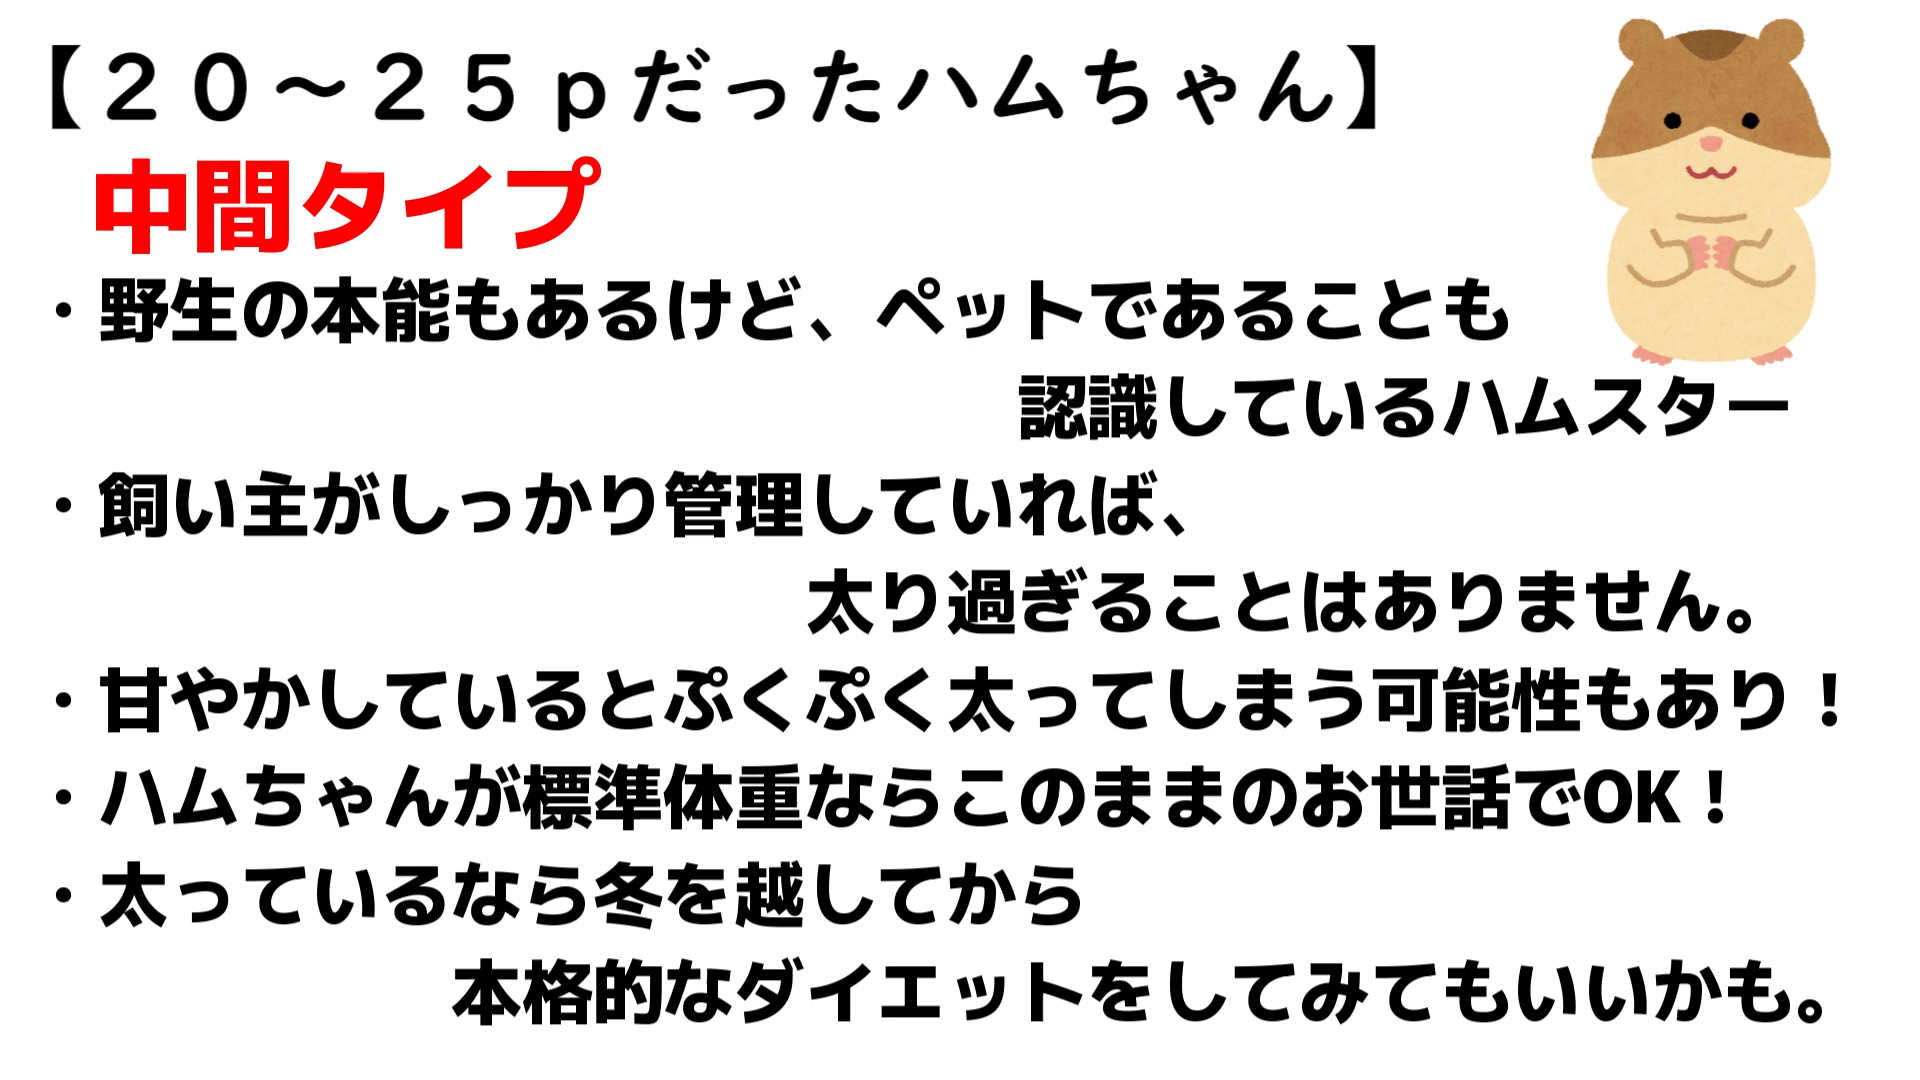 【２０～２５ｐだったハムちゃん】
中間タイプ
・野生の本能もあるけど、ペットであることも
認識しているハムスター
・飼い主がしっかり管理していれば、
太り過ぎることはありません。
・甘やかしているとぷくぷく太ってしまう可能性もあり！
・ハムちゃんが標準体重ならこのままのお世話でOK！
・太っているなら冬を越してから
本格的なダイエットをしてみてもいいかも。